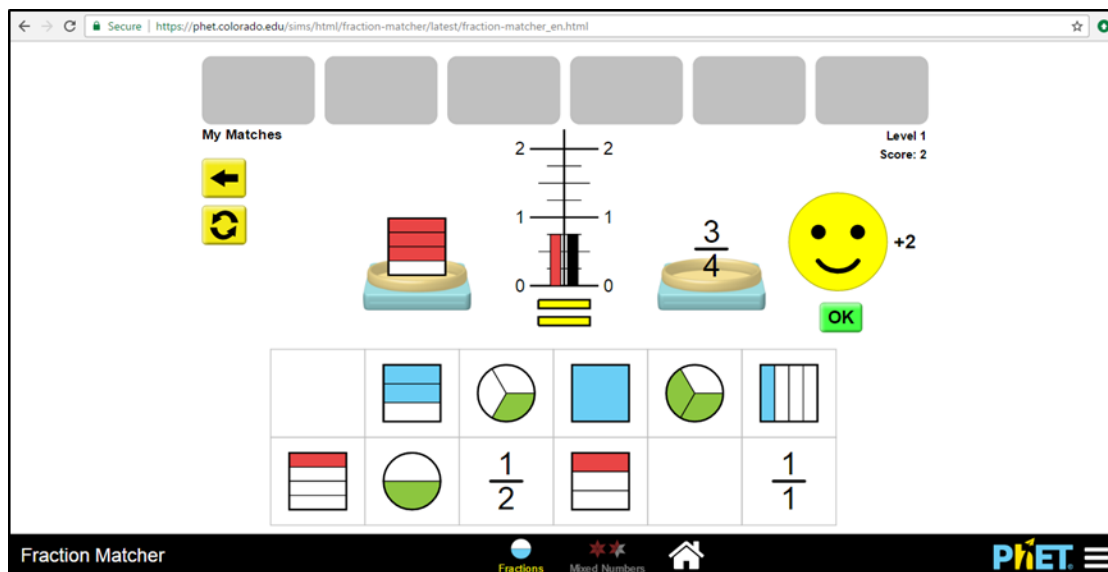 Secure | https://phet.colorado.edu/sims/html/fraction-matcher/latest/fraction-matcher_en.html
My Matches
Level 1
Score: 2
2 2
1 1
0 0
3
4
+2
OK
1
2
1
1
Fraction Matcher
Fractions
Mixed Numbers
PhET